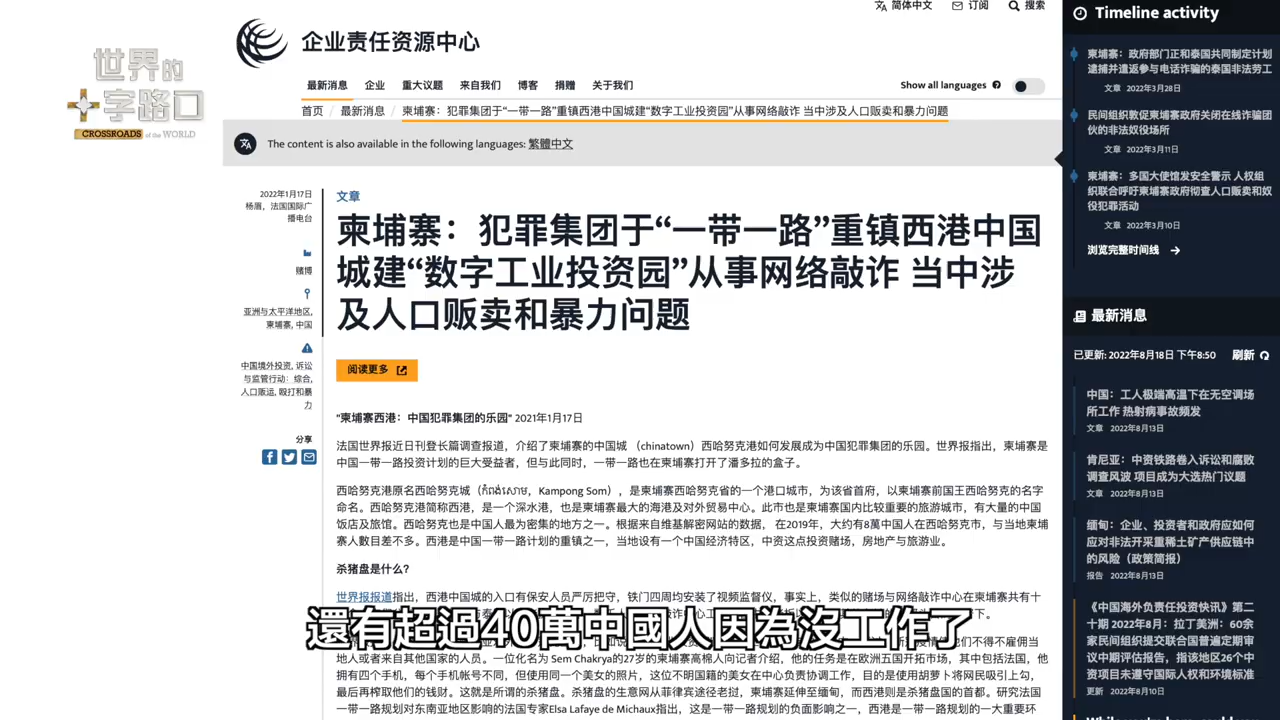 世界的
十字路口
CROSSROADS of the WORLD
简体中文 订阅 搜索
企业责任资源中心
最新消息 企业 重大议题 来自我们 博客 捐赠 关于我们
Show all languages
首页 / 最新消息 / 柬埔寨：犯罪集团于“一带一路”重镇西港中国城建“数字工业投资园”从事网络敲诈 当中涉及人口贩卖和暴力问题
The content is also available in the following languages: 繁體中文
2022年1月17日
杨眉，法国国际广
播电台
赌博
亚洲与太平洋地区,
柬埔寨, 中国
中国境外投资, 诉讼
与监管行动：综合,
人口贩运, 殴打和暴
力
分享
文章
柬埔寨：犯罪集团于“一带一路”重镇西港中国
城建“数字工业投资园”从事网络敲诈 当中涉
及人口贩卖和暴力问题
阅读更多
"柬埔寨西港：中国犯罪集团的乐园" 2021年1月17日
法国世界报近日刊登长篇调查报道，介绍了柬埔寨的中国城 （chinatown）西哈努克港如何发展成为中国犯罪集团的乐园。世界报指出，柬埔寨是
中国一带一路投资计划的巨大受益者，但与此同时，一带一路也在柬埔寨打开了潘多拉的盒子。
西哈努克港原名西哈努克城（កំពង់សោម，Kampong Som），是柬埔寨西哈努克省的一个港口城市，为该省首府，以柬埔寨前国王西哈努克的名字
命名。西哈努克港简称西港，是一个深水港，也是柬埔寨最大的海港及对外贸易中心。此市也是柬埔寨国内比较重要的旅游城市，有大量的中国
饭店及旅馆。西哈努克也是中国人最为密集的地方之一。根据来自维基解密网站的数据， 在2019年，大约有8萬中国人在西哈努克市，与当地柬埔
寨人數目差不多。西港是中国一带一路计划的重镇之一，当地设有一个中国经济特区，中资这点投资赌场，房地产与旅游业。
杀猪盘是什么？
世界报报道指出，西港中国城的入口有保安人员严厉把守，铁门四周均安装了视频监督仪，事实上，类似的赌场与网络敲诈中心在柬埔寨共有十
還有超過40萬中國人因為沒工作了
地人或者来自其他国家的人员。一位化名为 Sem Chakrya的27岁的柬埔寨高棉人向记者介绍，他的任务是在欧洲五国开拓市场，其中包括法国，他
拥有四个手机，每个手机帐号不同，但使用同一个美女的照片，这位不明国籍的美女在中心负责协调工作，目的是使用胡萝卜将网民吸引上勾，
最后再榨取他们的钱财。这就是所谓的杀猪盘。杀猪盘的生意网从菲律宾途径老挝，柬埔寨延伸至缅甸，而西港则是杀猪盘国的首都。研究法国
一带一路规划对东南亚地区影响的法国专家Elsa Lafaye de Michaux指出，这是一带一路规划的负面影响之一，西港是一带一路规划的一大重要环
Timeline activity
柬埔寨：政府部门正和泰国共同制定计划
逮捕并遣返参与电话诈骗的泰国非法劳工
文章 2022年3月28日
民间组织敦促柬埔寨政府关闭在线诈骗团
伙的非法奴役场所
文章 2022年3月11日
柬埔寨：多国大使馆发安全警示 人权组
织联合呼吁柬埔寨政府彻查人口贩卖和奴
役犯罪活动
文章 2022年3月10日
浏览完整时间线
最新消息
已更新: 2022年8月18日 下午8:50 刷新
中国：工人极端高温下在无空调场
所工作 热射病事故频发
文章 2022年8月13日
肯尼亚：中资铁路卷入诉讼和腐败
调查风波 项目成为大选热门议题
文章 2022年8月13日
缅甸：企业、投资者和政府应如何
应对非法开采重稀土矿产供应链中
的风险（政策简报）
报告 2022年8月13日
《中国海外负责任投资快讯》第二
十期 2022年8月：拉丁美洲：60余
家民间组织提交联合国普遍定期审
议中期评估报告，指该地区26个中
资项目未遵守国际人权和环境标准
更新 2022年8月10日